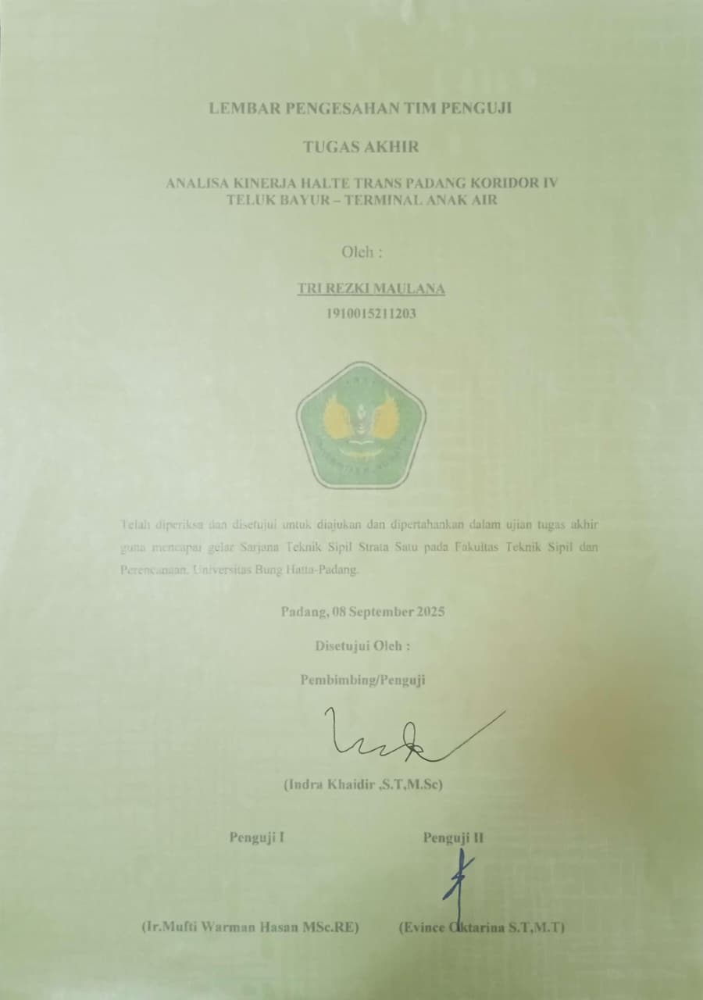 LEMBAR PENGESAHAN TIM PENGUJI
TUGAS AKHIR
ANALISA KINERJA HALTE TRANS PADANG KORIDOR IV
TELUK BAYUR – TERMINAL ANAK AIR
Oleh :
TRI REZKI MAULANA
1910015211203
Telah diperiksa dan disetujui untuk diajukan dan dipertahankan dalam ujian tugas akhir
guna mencapai gelar Sarjana Teknik Sipil Strata Satu pada Fakultas Teknik Sipil dan
Perencanaan. Universitas Bung Hatta-Padang.
Padang, 08 September 2025
Disetujui Oleh :
Pembimbing/Penguji
(Indra Khaidir ,S.T,M.Sc)
Penguji I Penguji II
(Ir.Mufti Warman Hasan MSc.RE) (Evince Oktarina S.T,M.T)